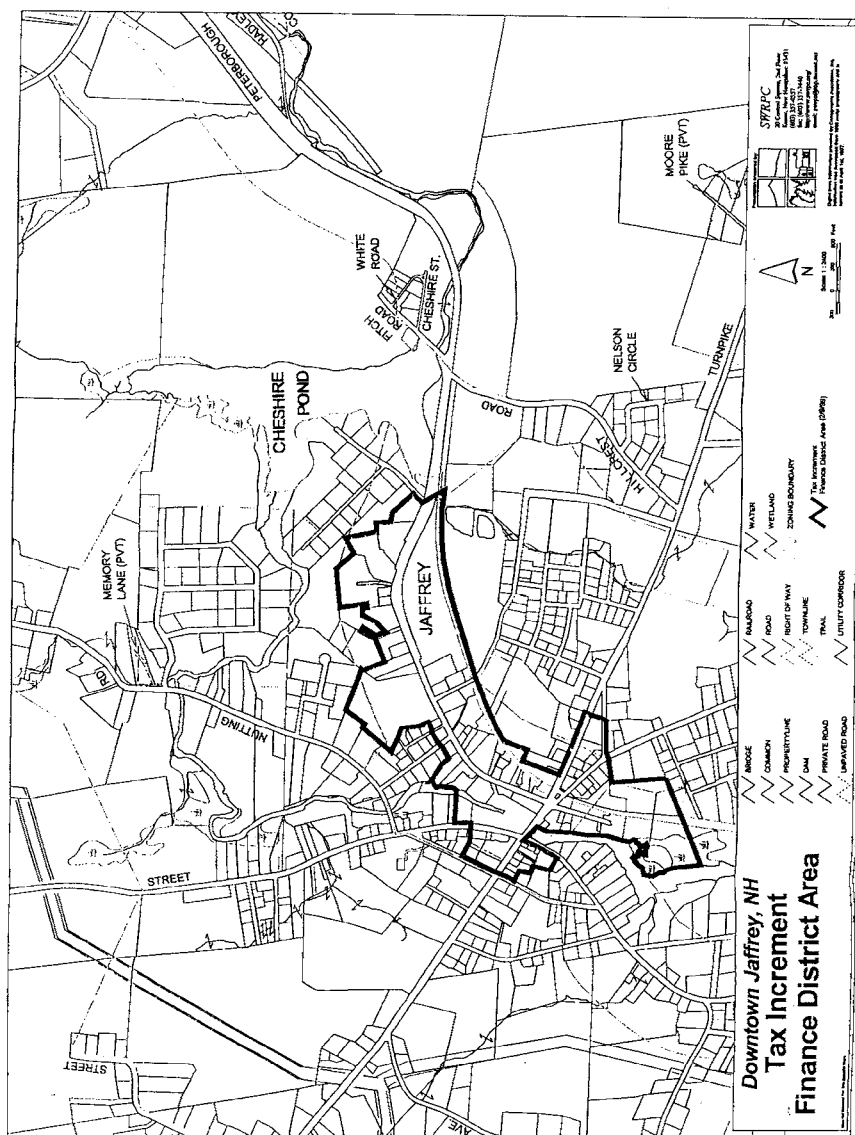 PETERBOROUGH
HADLEY
CO
MOORE
PIKE (PVT)
WHITE
ROAD
CHESHIRE ST.
FITCH
ROAD
NELSON
CIRCLE
TURNPIKE
CHESHIRE
POND
ROAD
HILLCREST
MEMORY
LANE (PVT)
JAFFREY
RD
NUTTING
STREET
STREET
AVE
Downtown Jaffrey, NH
Tax Increment
Finance District Area
BRIDGE
COMMON
PROPERTYLINE
DAM
PRIVATE ROAD
UNPAVED ROAD
RAILROAD
ROAD
RIGHT OF WAY
TOWNLINE
TRAIL
UTILITY CORRIDOR
WATER
WETLAND
ZONING BOUNDARY
Tax Increment
Finance District Area
N
Feet
SWRPC